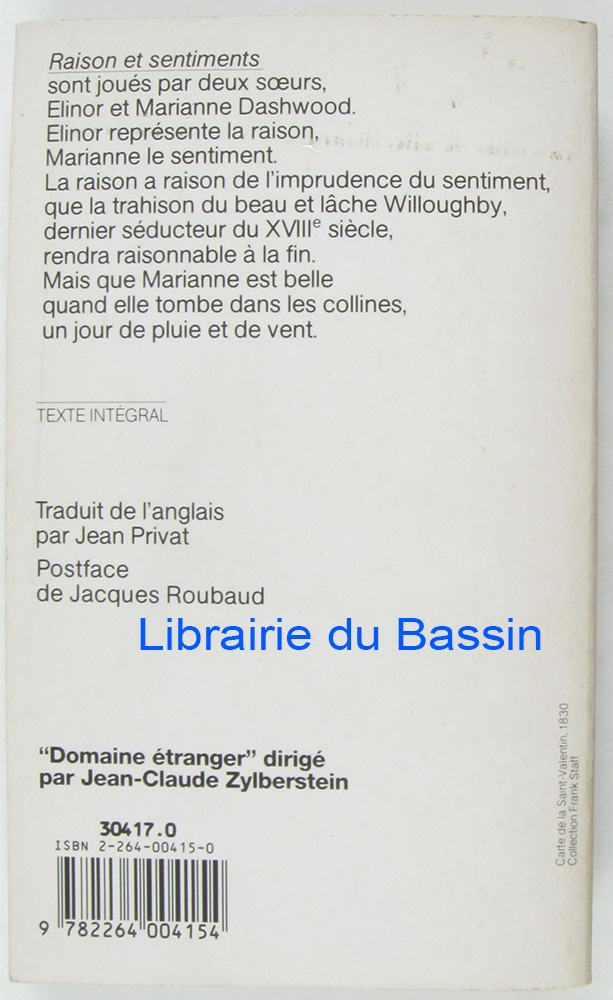 Raison et sentiments
sont joués par deux sœurs,
Elinor et Marianne Dashwood.
Elinor représente la raison,
Marianne le sentiment.
La raison a raison de l'imprudence du sentiment,
que la trahison du beau et lâche Willoughby,
dernier séducteur du XVIIIe siècle,
rendra raisonnable à la fin.
Mais que Marianne est belle
quand elle tombe dans les collines,
un jour de pluie et de vent.
TEXTE INTÉGRAL
Traduit de l'anglais
par Jean Privat
Postface
de Jacques Roubaud
Librairie du Bassin
"Domaine étranger" dirigé
par Jean-Claude Zylberstein
30417.0
ISBN 2-264-00415-0
9 782264 004154
Carte de la Saint-Valentin, 1830
Collection Frank Staff